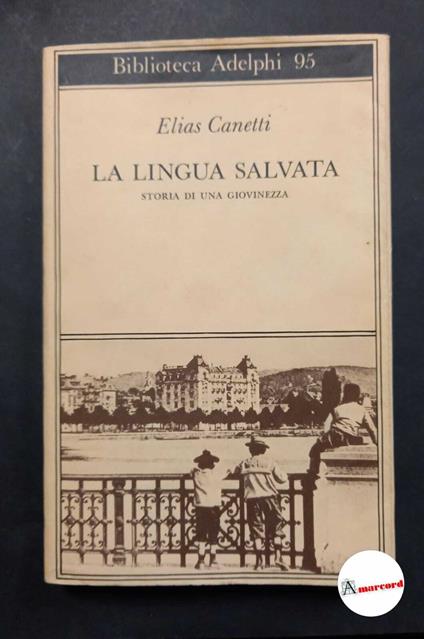 Biblioteca Adelphi 95
Elias Canetti
LA LINGUA SALVATA
STORIA DI UNA GIOVINEZZA
Amarcord